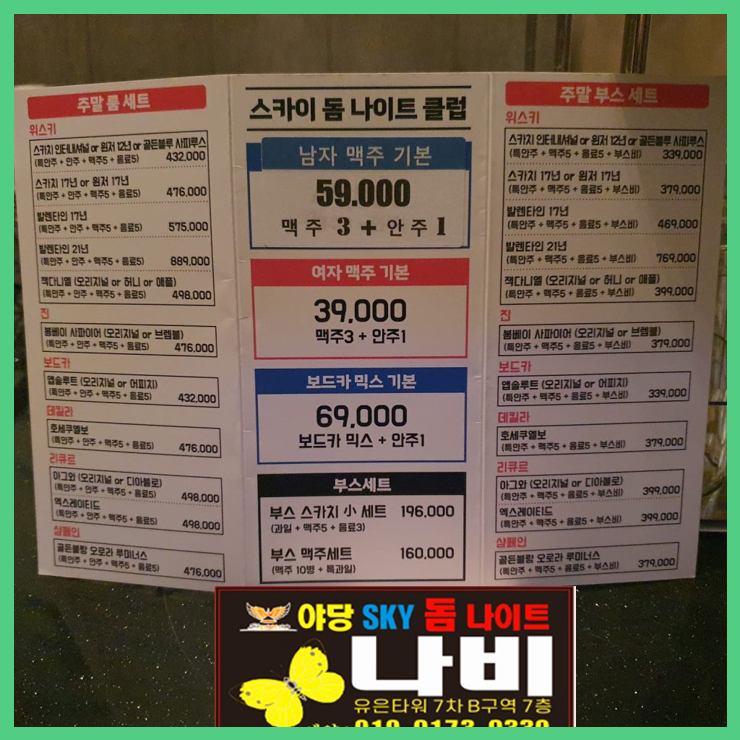 주말 룸 세트
위스키
스카치 인터내셔널 or 윈저 12년 or 골든블루 사피루스
(특안주 + 안주 + 맥주5 + 음료5) 432,000
스카치 17년 or 윈저 17년
(특안주 + 안주 + 맥주5 + 음료5) 476,000
발렌타인 17년
(특안주 + 안주 + 맥주5 + 음료5) 575,000
발렌타인 21년
(특안주 + 안주 + 맥주5 + 음료5) 889,000
잭다니엘 (오리지널 or 허니 or 애플)
(특안주 + 안주 + 맥주5 + 음료5) 498,000
진
봄베이 사파이어 (오리지널 or 브램블)
(특안주 + 안주 + 맥주5 + 음료5) 476,000
보드카
앱솔루트 (오리지널 or 어피치)
(특안주 + 안주 + 맥주5 + 음료5) 432,000
데킬라
호세쿠엘보
(특안주 + 안주 + 맥주5 + 음료5) 476,000
리큐르
아그와 (오리지널 or 디아블로)
(특안주 + 안주 + 맥주5 + 음료5) 498,000
엑스레이티드
(특안주 + 안주 + 맥주5 + 음료5) 498,000
샴페인
골든블랑 오로라 루미너스
(특안주 + 안주 + 맥주5 + 음료5) 476,000
스카이 돔 나이트 클럽
남자 맥주 기본
59.000
맥주 3 + 안주 1
여자 맥주 기본
39,000
맥주3 + 안주1
보드카 믹스 기본
69,000
보드카 믹스 + 안주1
부스세트
부스 스카치 小 세트 196,000
(과일 + 맥주5 + 음료3)
부스 맥주세트 160,000
(맥주 10병 + 특과일)
주말 부스 세트
위스키
스카치 인터내셔널 or 윈저 12년 or 골든블루 사피루스
(특안주 + 맥주5 + 음료5 + 부스비) 339,000
스카치 17년 or 윈저 17년
(특안주 + 맥주5 + 음료5 + 부스비) 379,000
발렌타인 17년
(특안주 + 맥주5 + 음료5 + 부스비) 469,000
발렌타인 21년
(특안주 + 맥주5 + 음료5 + 부스비) 769,000
잭다니엘 (오리지널 or 허니 or 애플)
(특안주 + 맥주5 + 음료5 + 부스비) 399,000
진
봄베이 사파이어 (오리지널 or 브램블)
(특안주 + 맥주5 + 음료5 + 부스비) 379,000
보드카
앱솔루트 (오리지널 or 어피치)
(특안주 + 맥주5 + 음료5 + 부스비) 339,000
데킬라
호세쿠엘보
(특안주 + 맥주5 + 음료5 + 부스비) 379,000
리큐르
아그와 (오리지널 or 디아블로)
(특안주 + 맥주5 + 음료5 + 부스비) 399,000
엑스레이티드
(특안주 + 맥주5 + 음료5 + 부스비) 399,000
샴페인
골든블랑 오로라 루미너스
(특안주 + 맥주5 + 음료5 + 부스비) 379,000
야당 SKY 돔 나이트
나비
유은타워 7차 B구역 7층